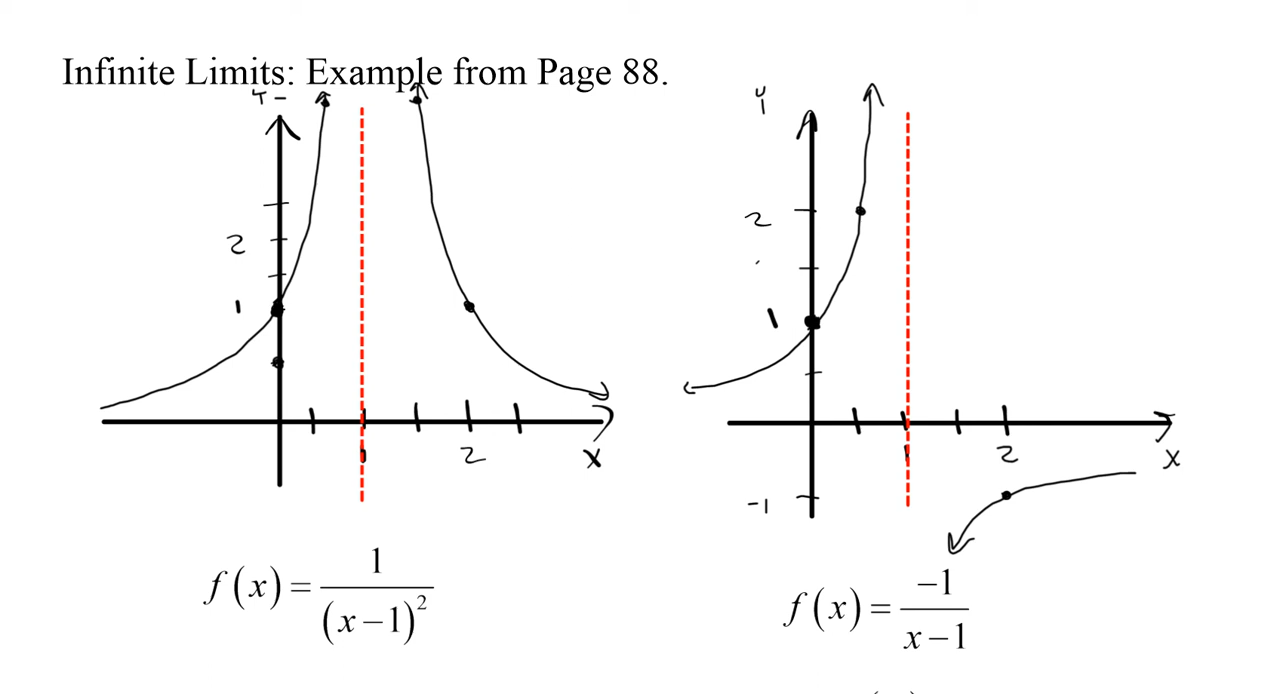 Infinite Limits: Example from Page 88.
Y
2
1
1 2 X
f(x) = 1/(x−1)²
Y
2
1
-1
1 2 X
f(x) = −1/(x−1)